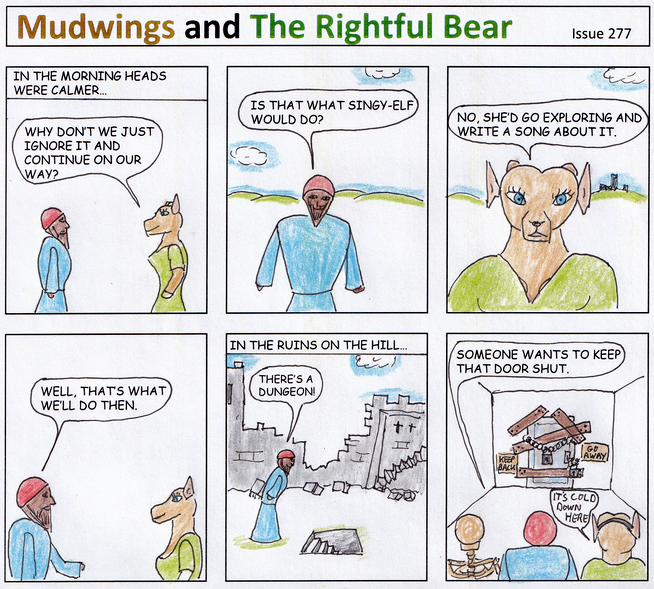 Mudwings and The Rightful Bear
Issue 277
IN THE MORNING HEADS
WERE CALMER...
WHY DON'T WE JUST
IGNORE IT AND
CONTINUE ON OUR
WAY?
IS THAT WHAT SINGY-ELF
WOULD DO?
NO, SHE'D GO EXPLORING AND
WRITE A SONG ABOUT IT.
WELL, THAT'S WHAT
WE'LL DO THEN.
IN THE RUINS ON THE HILL...
THERE'S A
DUNGEON!
SOMEONE WANTS TO KEEP
THAT DOOR SHUT.
KEEP
BACK
GO
AWAY
IT'S COLD
DOWN
HERE!